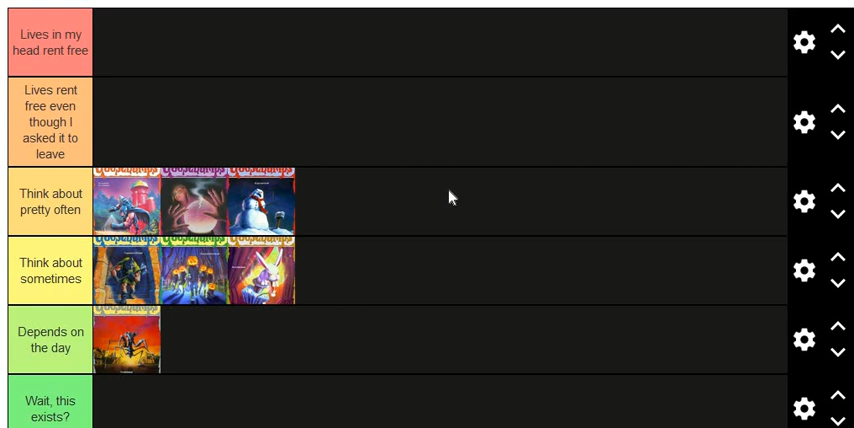 Lives in my
head rent free
Lives rent
free even
though I
asked it to
leave
Think about
pretty often
Think about
sometimes
Depends on
the day
Wait, this
exists?